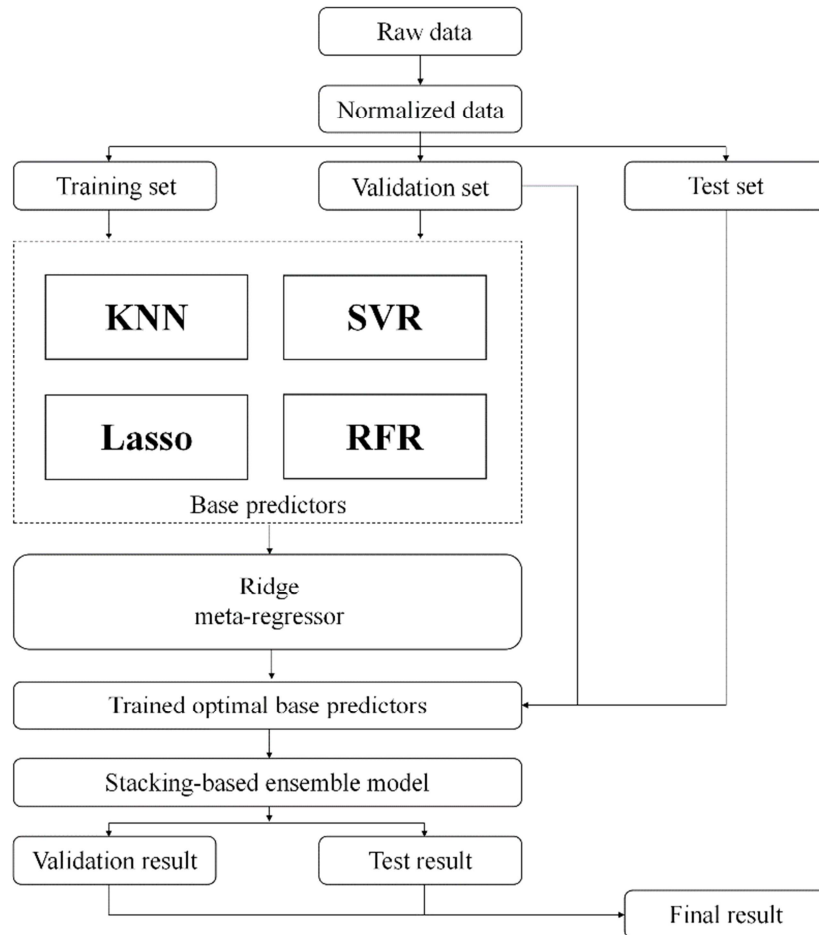 Raw data
Normalized data
Training set
Validation set
Test set
KNN
SVR
Lasso
RFR
Base predictors
Ridge
meta-regressor
Trained optimal base predictors
Stacking-based ensemble model
Validation result
Test result
Final result